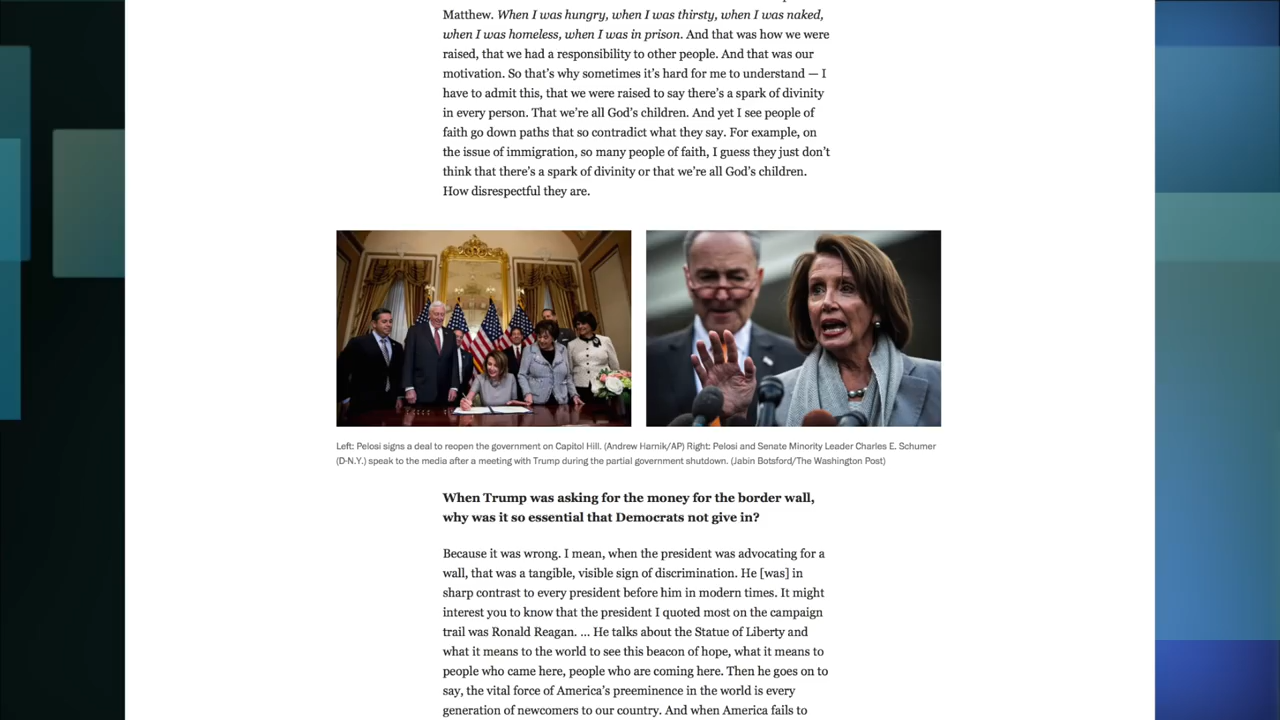 Matthew. When I was hungry, when I was thirsty, when I was naked,
when I was homeless, when I was in prison. And that was how we were
raised, that we had a responsibility to other people. And that was our
motivation. So that’s why sometimes it’s hard for me to understand — I
have to admit this, that we were raised to say there’s a spark of divinity
in every person. That we’re all God’s children. And yet I see people of
faith go down paths that so contradict what they say. For example, on
the issue of immigration, so many people of faith, I guess they just don’t
think that there’s a spark of divinity or that we’re all God’s children.
How disrespectful they are.
Left: Pelosi signs a deal to reopen the government on Capitol Hill. (Andrew Harnik/AP) Right: Pelosi and Senate Minority Leader Charles E. Schumer
(D-N.Y.) speak to the media after a meeting with Trump during the partial government shutdown. (Jabin Botsford/The Washington Post)
When Trump was asking for the money for the border wall,
why was it so essential that Democrats not give in?
Because it was wrong. I mean, when the president was advocating for a
wall, that was a tangible, visible sign of discrimination. He [was] in
sharp contrast to every president before him in modern times. It might
interest you to know that the president I quoted most on the campaign
trail was Ronald Reagan. ... He talks about the Statue of Liberty and
what it means to the world to see this beacon of hope, what it means to
people who came here, people who are coming here. Then he goes on to
say, the vital force of America’s preeminence in the world is every
generation of newcomers to our country. And when America fails to